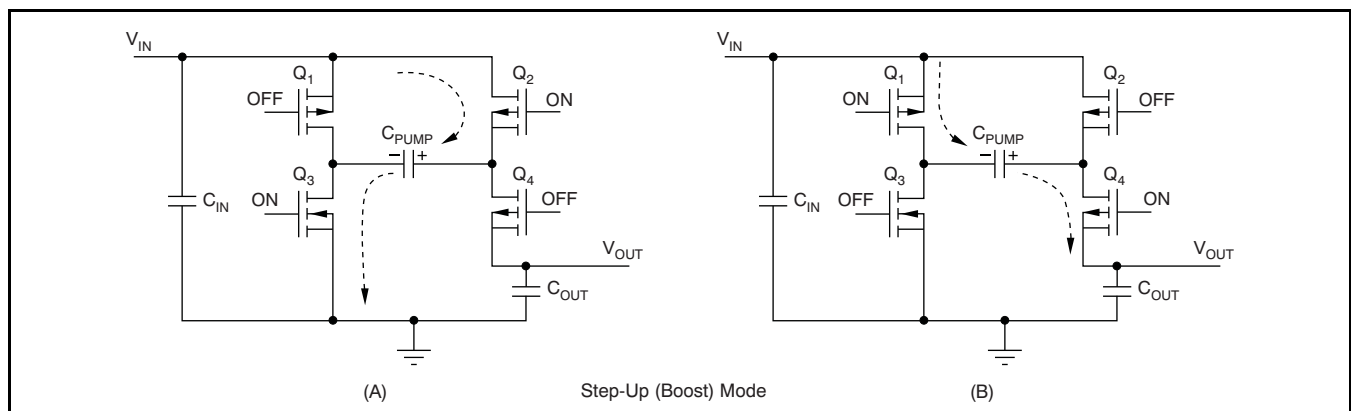 V_IN
Q_1
Q_2
OFF
ON
C_PUMP
− +
Q_3
Q_4
C_IN
ON
OFF
V_OUT
C_OUT
(A)
V_IN
Q_1
Q_2
ON
OFF
C_PUMP
− +
Q_3
Q_4
C_IN
OFF
ON
V_OUT
C_OUT
Step-Up (Boost) Mode
(B)